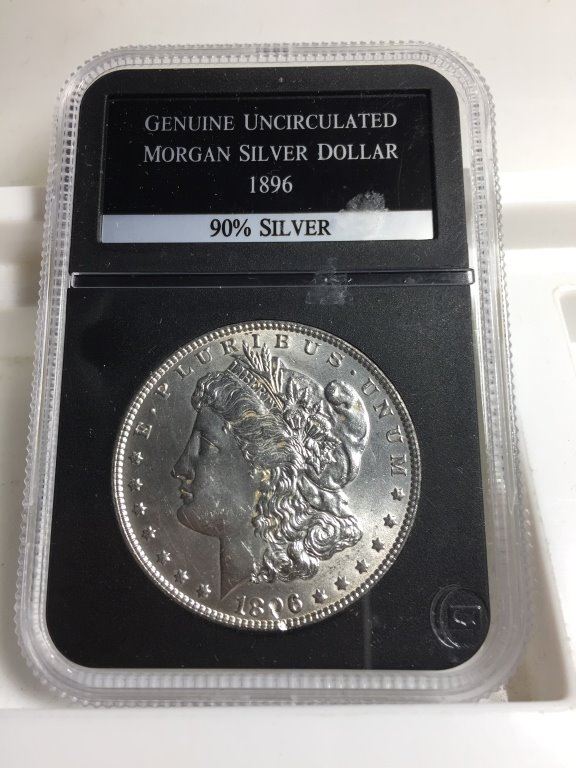 GENUINE UNCIRCULATED
MORGAN SILVER DOLLAR
1896
90% SILVER
E·PLURIBUS·UNUM
1896